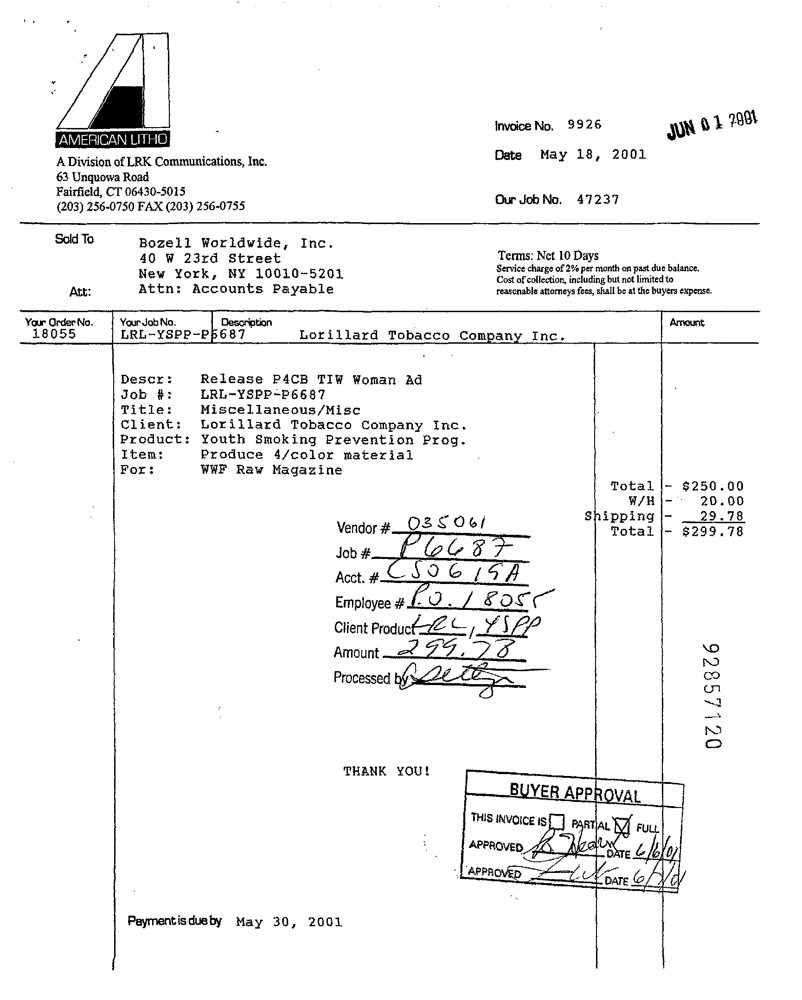 AMERICAN LITHO
A Division of LRK Communications, Inc.
63 Unquowa Road
Fairfield, CT 06430-5015
(203) 256-0750 FAX (203) 256-0755
Invoice No. 9926
JUN 01 2001
Date May 18, 2001
Our Job No. 47237
Sold To
Bozell Worldwide, Inc.
40 W 23rd Street
New York, NY 10010-5201
Att: Attn: Accounts Payable
Terms: Net 10 Days
Service charge of 2% per month on past due balance.
Cost of collection, including but not limited to
reasonable attorneys fees, shall be at the buyers expense.
Your Order No. Your Job No. Description Amount
18055 LRL-YSPP-P6687 Lorillard Tobacco Company Inc.
Descr: Release P4CB TIW Woman Ad
Job #: LRL-YSPP-P6687
Title: Miscellaneous/Misc
Client: Lorillard Tobacco Company Inc.
Product: Youth Smoking Prevention Prog.
Item: Produce 4/color material
For: WWF Raw Magazine
Total - $250.00
W/H - 20.00
Shipping - 29.78
Total - $299.78
Vendor # 035061
Job # P6687
Acct. # CS0619A
Employee # P.O. 18055
Client Product LRL, YSPP
Amount 299.78
Processed by
92857120
THANK YOU!
BUYER APPROVAL
THIS INVOICE IS PARTIAL FULL
APPROVED DATE 6/6/01
APPROVED DATE 6/7/01
Payment is due by May 30, 2001